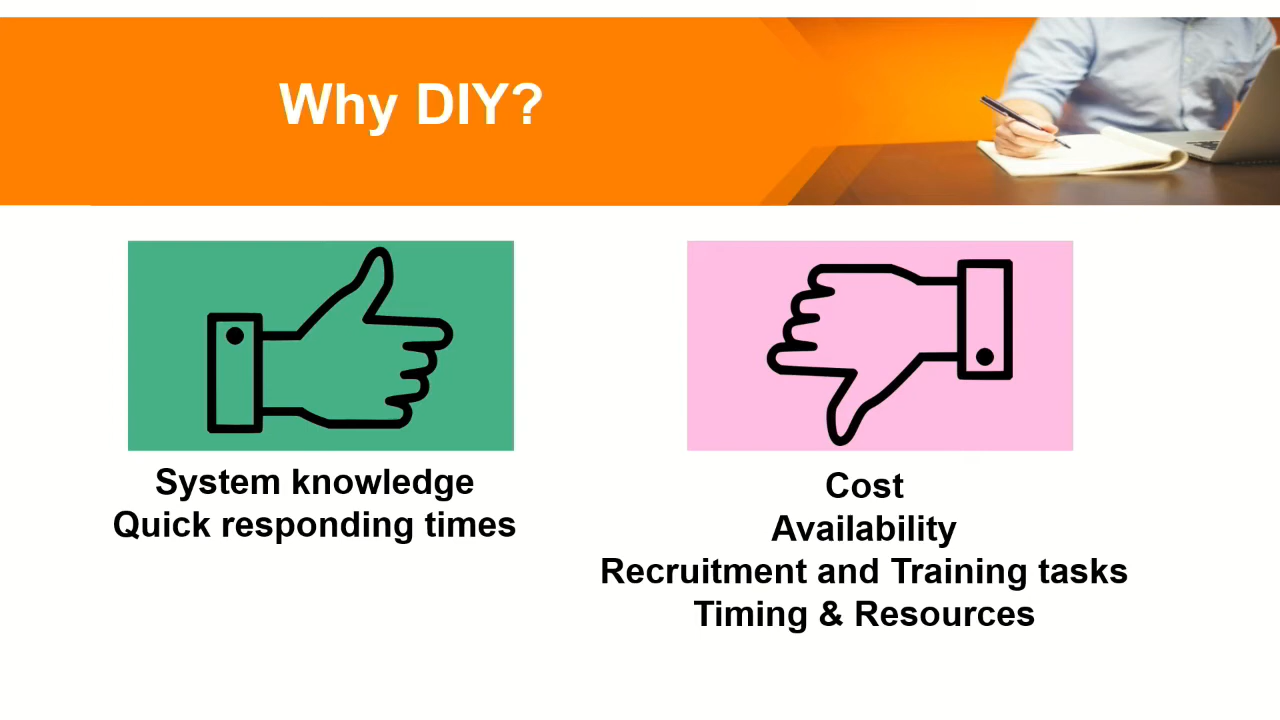 Why DIY?
System knowledge
Quick responding times
Cost
Availability
Recruitment and Training tasks
Timing & Resources